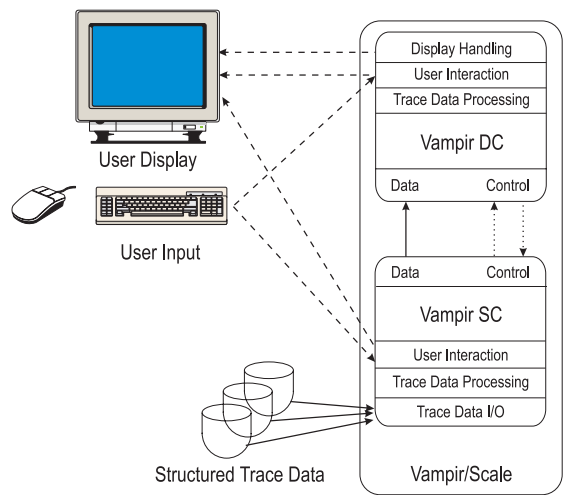 Display Handling
User Interaction
Trace Data Processing
Vampir DC
Data Control
User Display
User Input
Data Control
Vampir SC
User Interaction
Trace Data Processing
Trace Data I/O
Structured Trace Data
Vampir/Scale